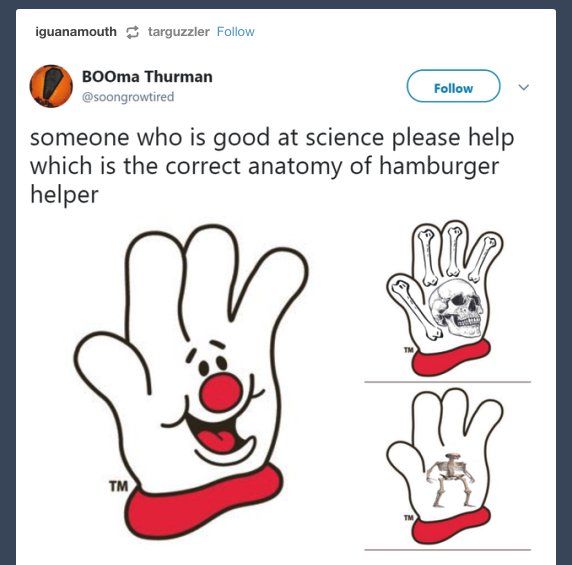 iguanamouth targuzzler Follow
BOOma Thurman
@soongrowtired
Follow
someone who is good at science please help
which is the correct anatomy of hamburger
helper
TM
TM
TM